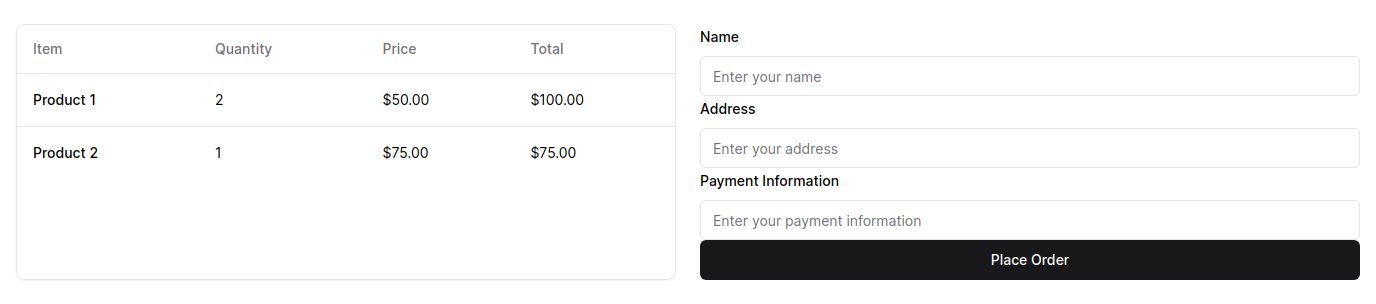 Item Quantity Price Total
Product 1 2 $50.00 $100.00
Product 2 1 $75.00 $75.00
Name
Enter your name
Address
Enter your address
Payment Information
Enter your payment information
Place Order